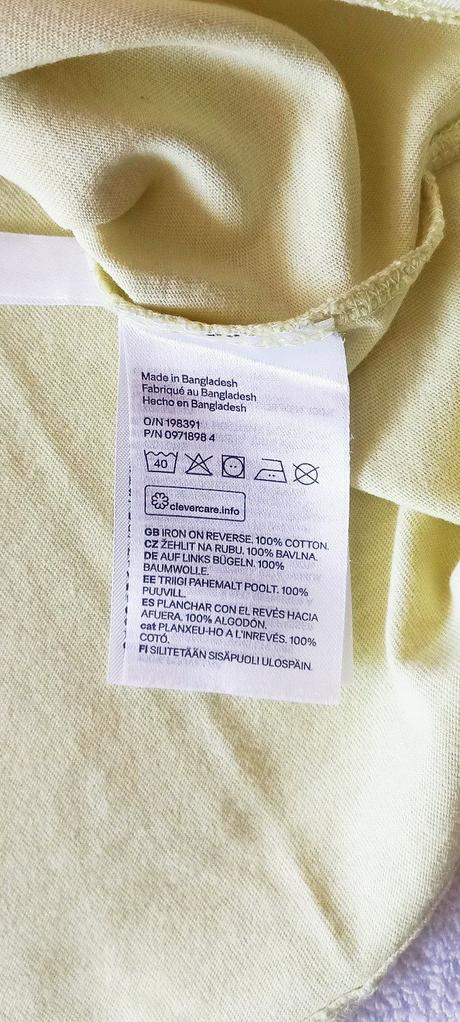 Made in Bangladesh
Fabriqué au Bangladesh
Hecho en Bangladesh
O/N 198391
P/N 0971898 4
40
clevercare.info
GB IRON ON REVERSE. 100% COTTON.
CZ ŽEHLIT NA RUBU. 100% BAVLNA.
DE AUF LINKS BÜGELN. 100%
BAUMWOLLE.
EE TRIIGI PAHEMALT POOLT. 100%
PUUVILL.
ES PLANCHAR CON EL REVÉS HACIA
AFUERA. 100% ALGODÓN.
cat PLANXEU-HO A L'INREVÉS. 100%
COTÓ.
FI SILITETÄÄN SISÄPUOLI ULOSPÄIN.